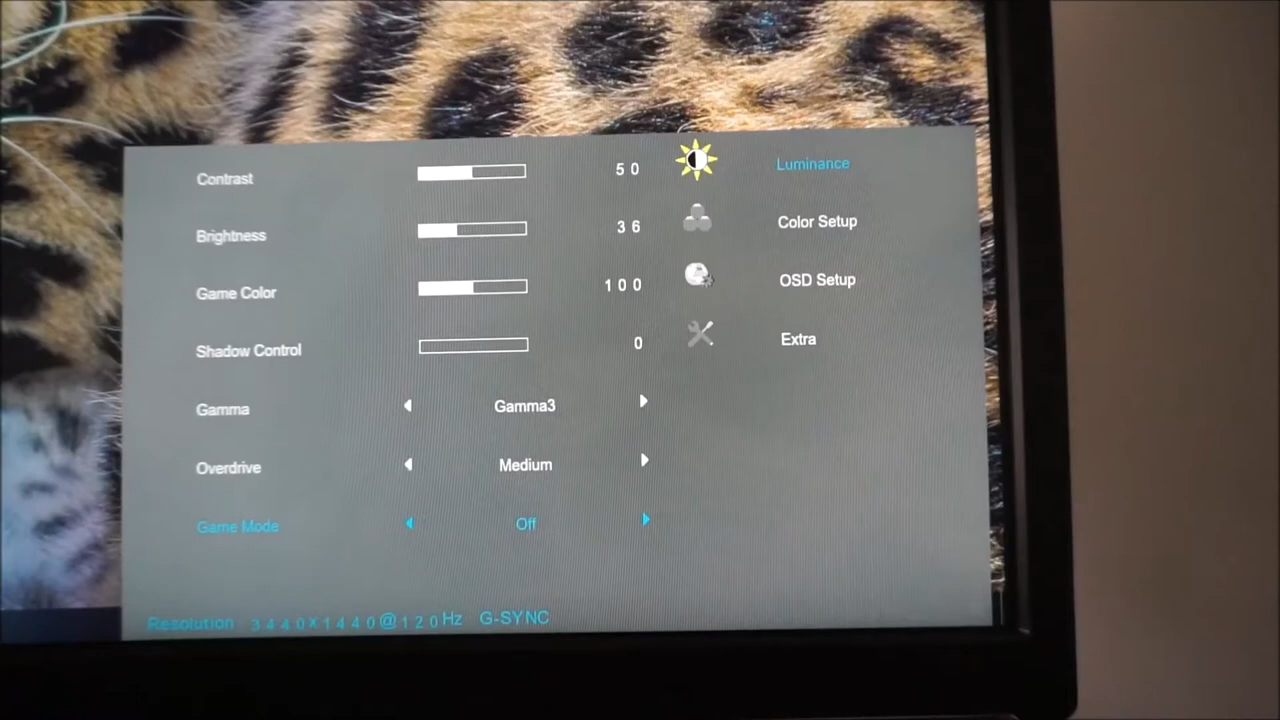 Contrast 50 Luminance
Brightness 36 Color Setup
Game Color 100 OSD Setup
Shadow Control 0 Extra
Gamma Gamma3
Overdrive Medium
Game Mode Off
Resolution 3440x1440@120Hz G-SYNC